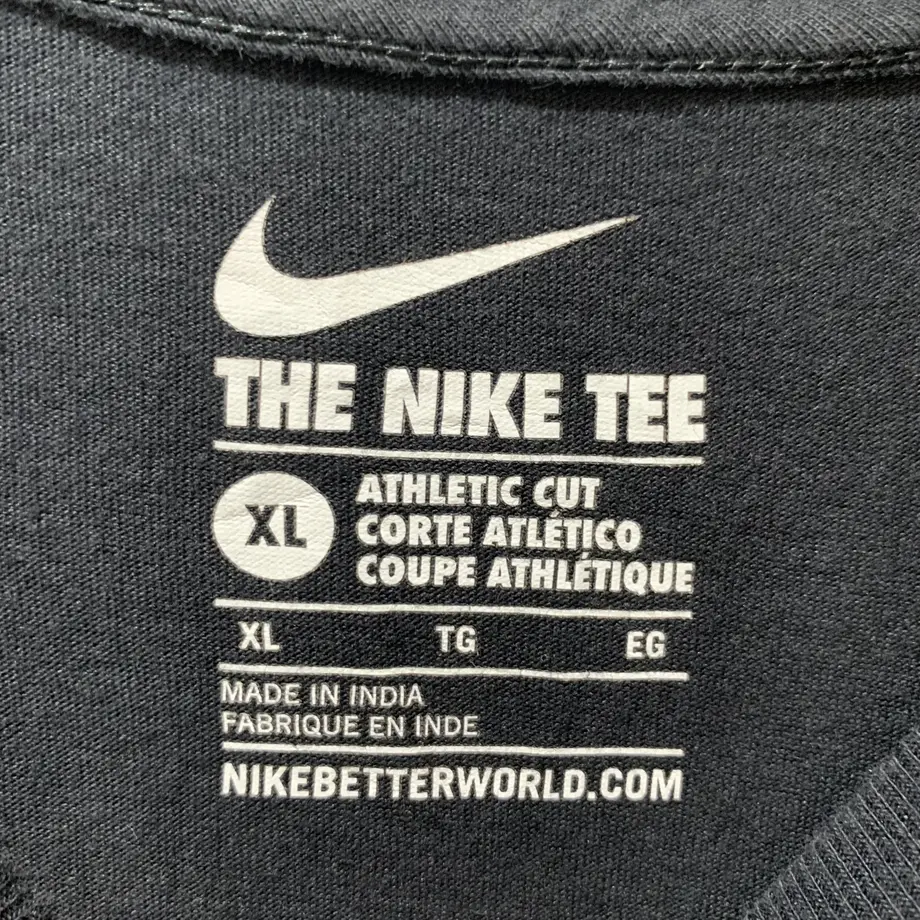 THE NIKE TEE
XL
ATHLETIC CUT
CORTE ATLÉTICO
COUPE ATHLÉTIQUE
XL TG EG
MADE IN INDIA
FABRIQUE EN INDE
NIKEBETTERWORLD.COM